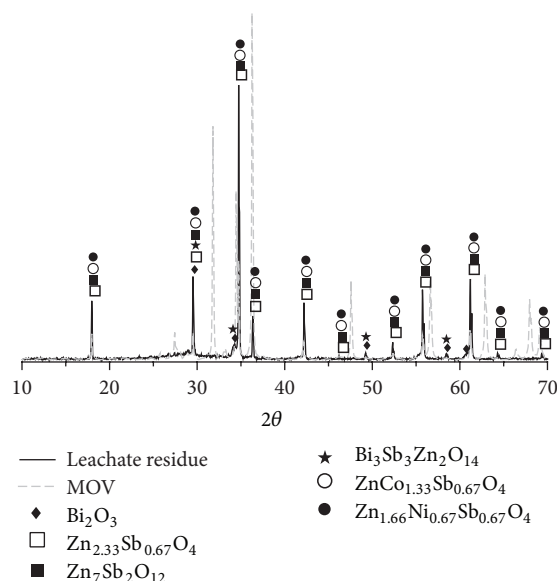 10 20 30 40 50 60 70
2θ
Leachate residue
MOV
Bi₂O₃
Zn₂.₃₃Sb₀.₆₇O₄
Zn₇Sb₂O₁₂
Bi₃Sb₃Zn₂O₁₄
ZnCo₁.₃₃Sb₀.₆₇O₄
Zn₁.₆₆Ni₀.₆₇Sb₀.₆₇O₄